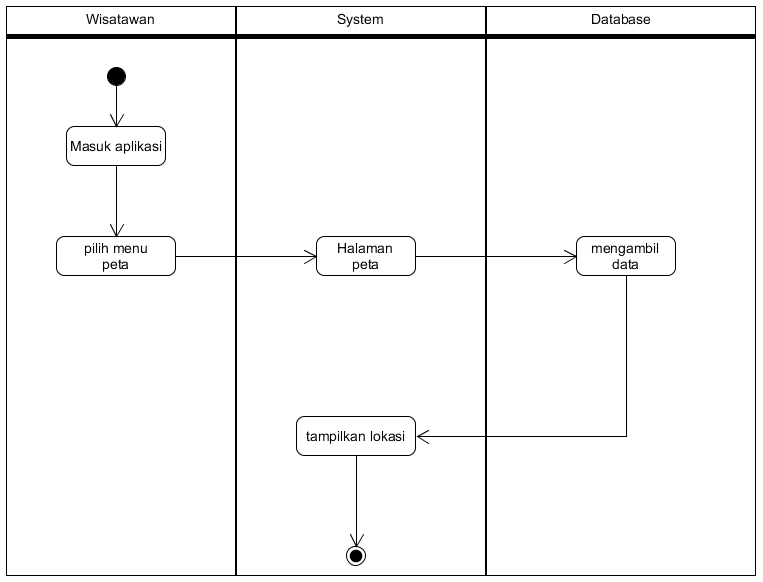 Wisatawan
System
Database
Masuk aplikasi
pilih menu
peta
Halaman
peta
mengambil
data
tampilkan lokasi